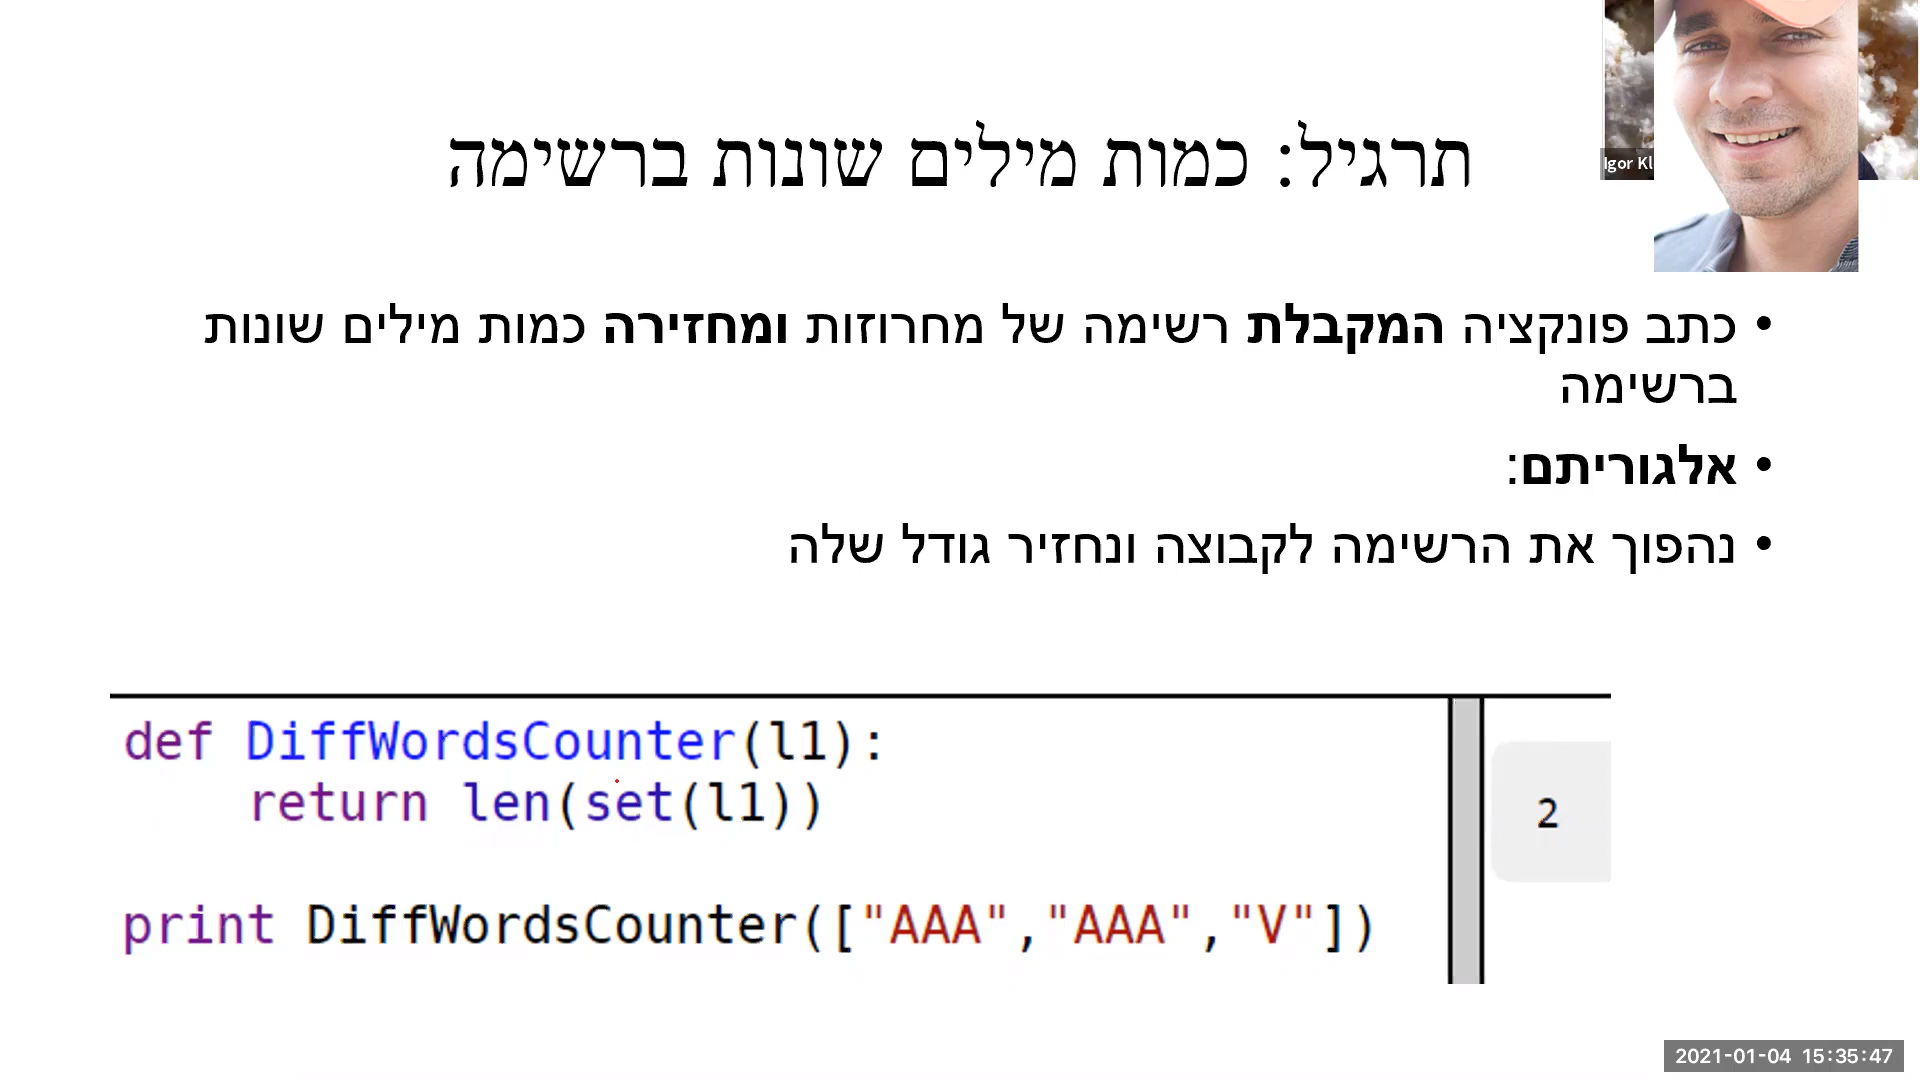 תרגיל: כמות מילים שונות ברשימה
Igor Kl
• כתב פונקציה המקבלת רשימה של מחרוזות ומחזירה כמות מילים שונות
ברשימה
• אלגוריתם:
• נהפוך את הרשימה לקבוצה ונחזיר גודל שלה
def DiffWordsCounter(l1):
    return len(set(l1))
print DiffWordsCounter(["AAA","AAA","V"])
2
2021-01-04 15:35:47